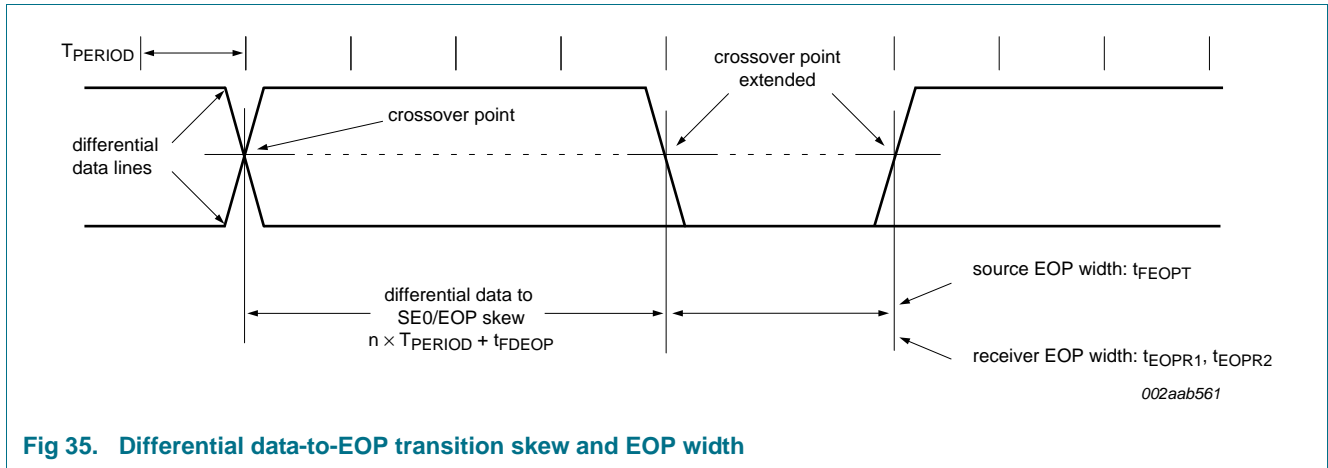 TPERIOD
crossover point
extended
crossover point
differential
data lines
source EOP width: tFEOPT
differential data to
SE0/EOP skew
n × TPERIOD + tFDEOP
receiver EOP width: tEOPR1, tEOPR2
002aab561
Fig 35. Differential data-to-EOP transition skew and EOP width